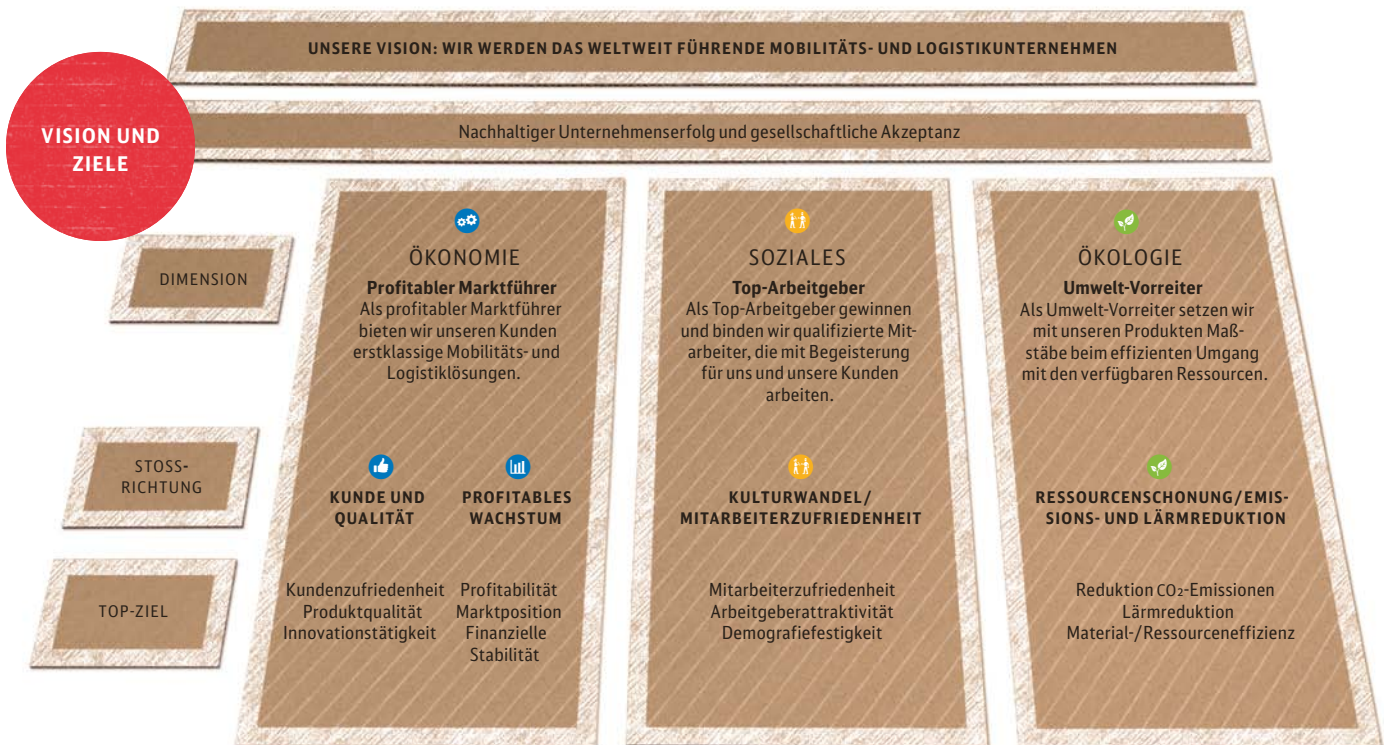 UNSERE VISION: WIR WERDEN DAS WELTWEIT FÜHRENDE MOBILITÄTS- UND LOGISTIKUNTERNEHMEN
VISION UND
ZIELE
Nachhaltiger Unternehmenserfolg und gesellschaftliche Akzeptanz
DIMENSION
ÖKONOMIE
Profitabler Marktführer
Als profitabler Marktführer
bieten wir unseren Kunden
erstklassige Mobilitäts- und
Logistiklösungen.
SOZIALES
Top-Arbeitgeber
Als Top-Arbeitgeber gewinnen
und binden wir qualifizierte Mit-
arbeiter, die mit Begeisterung
für uns und unsere Kunden
arbeiten.
ÖKOLOGIE
Umwelt-Vorreiter
Als Umwelt-Vorreiter setzen wir
mit unseren Produkten Maß-
stäbe beim effizienten Umgang
mit den verfügbaren Ressourcen.
STOSS-
RICHTUNG
KUNDE UND
QUALITÄT
PROFITABLES
WACHSTUM
KULTURWANDEL/
MITARBEITERZUFRIEDENHEIT
RESSOURCENSCHONUNG/EMIS-
SIONS- UND LÄRMREDUKTION
TOP-ZIEL
Kundenzufriedenheit
Produktqualität
Innovationstätigkeit
Profitabilität
Marktposition
Finanzielle
Stabilität
Mitarbeiterzufriedenheit
Arbeitgeberattraktivität
Demografiefestigkeit
Reduktion CO₂-Emissionen
Lärmreduktion
Material-/Ressourceneffizienz